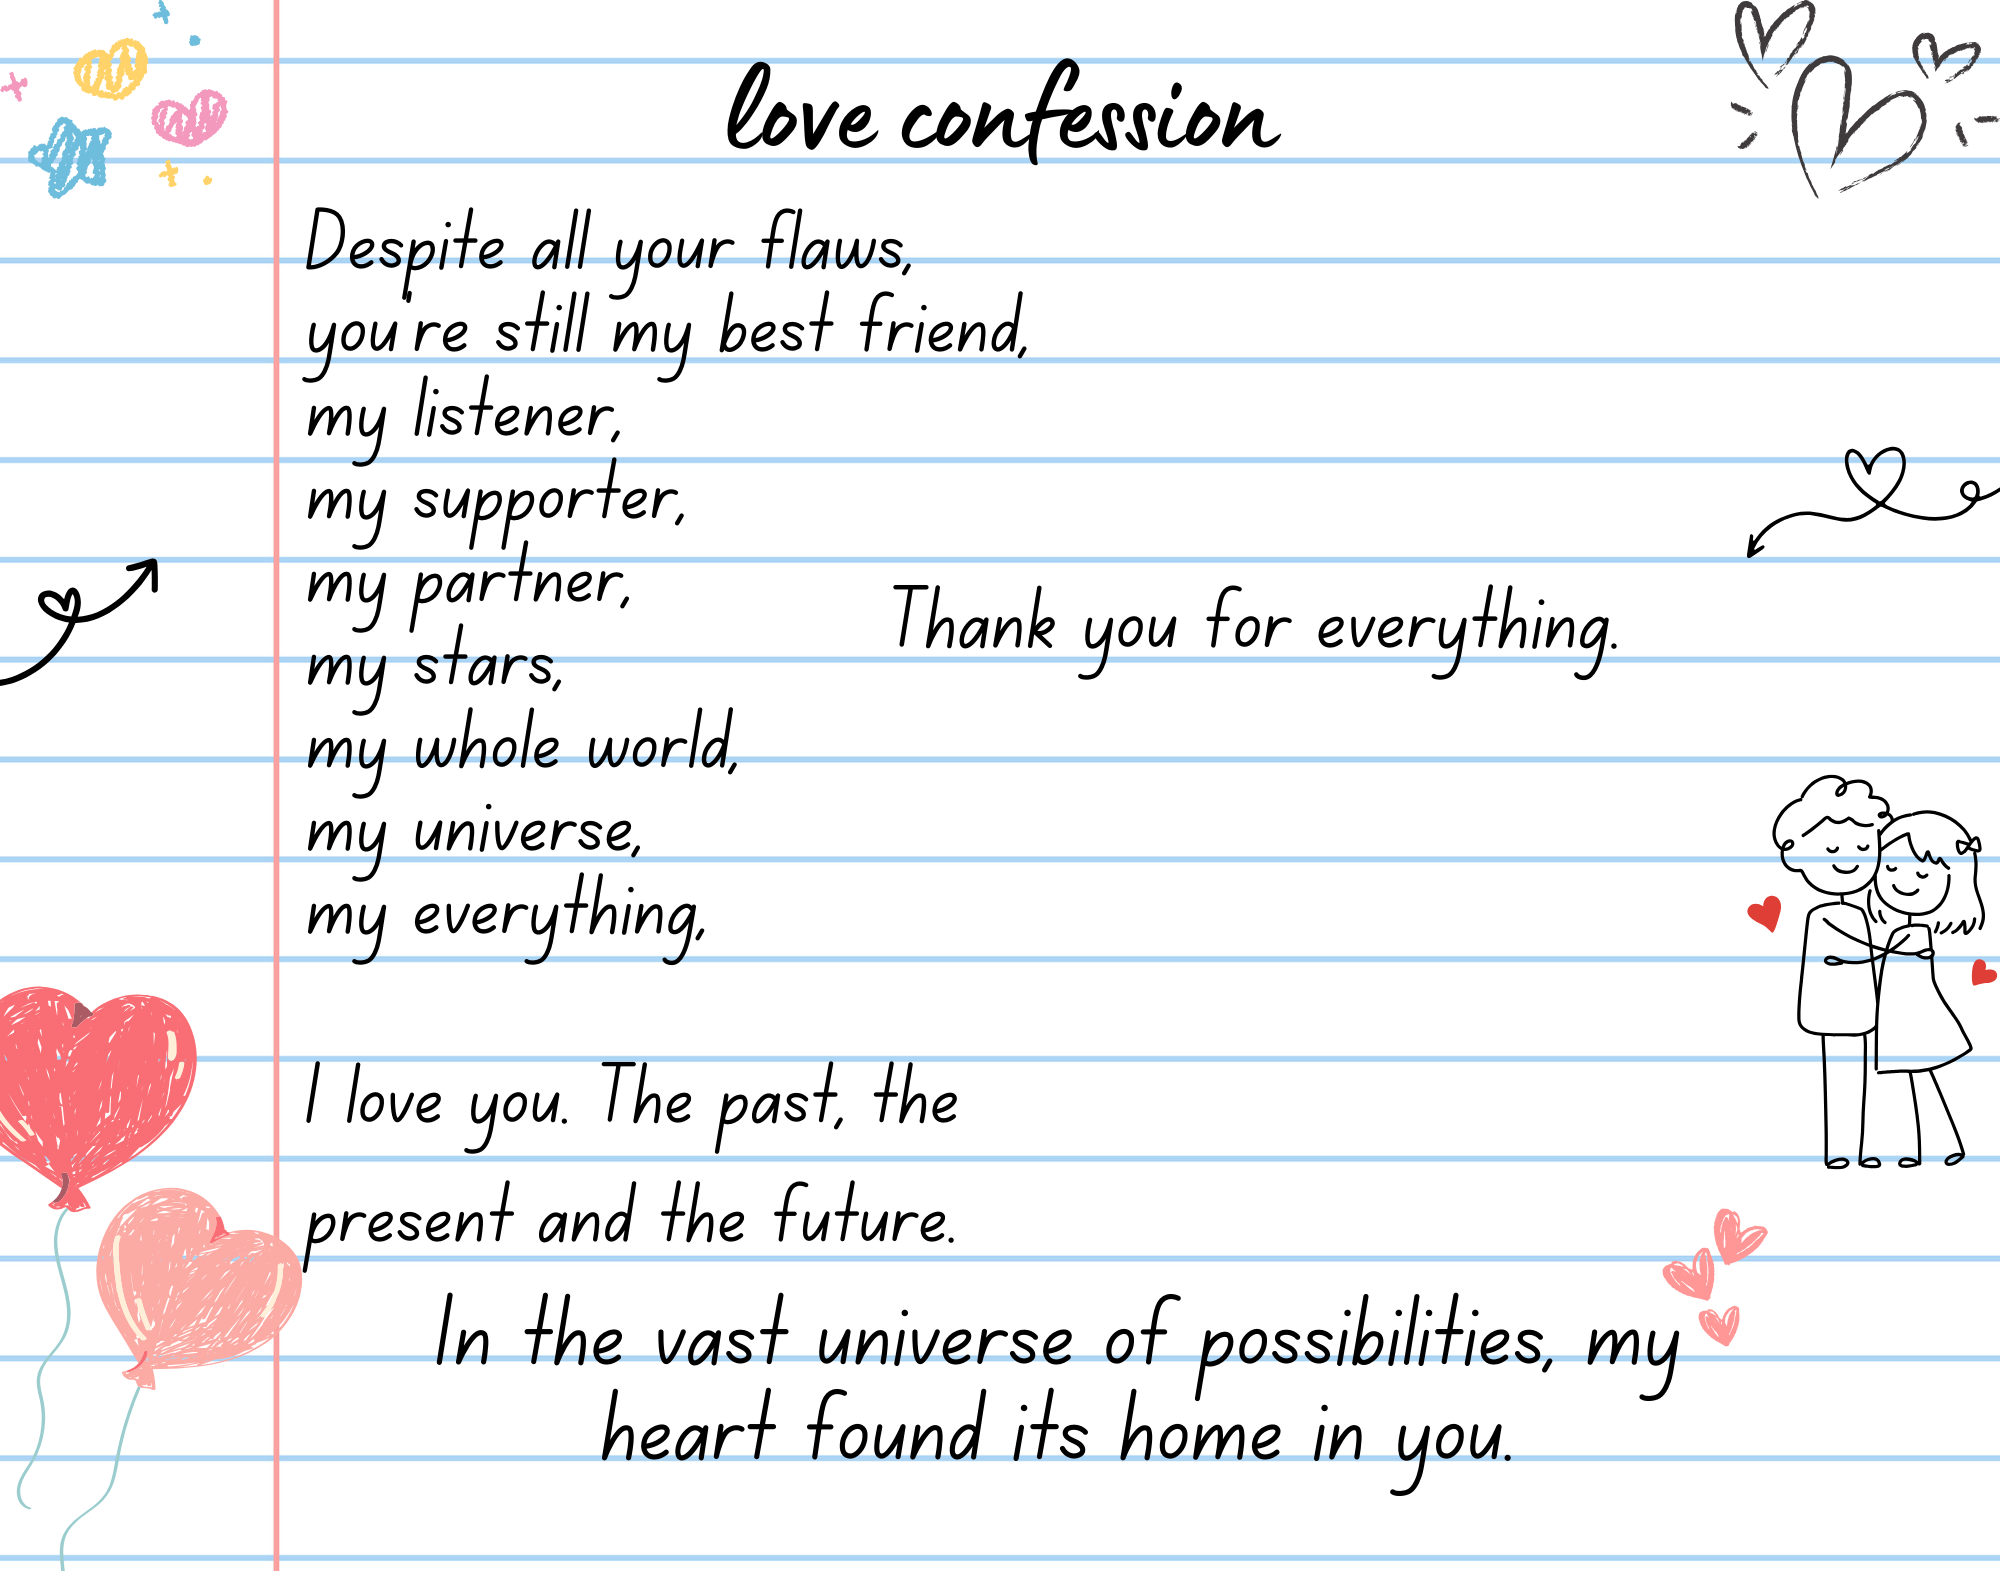 love confession
Despite all your flaws,
you're still my best friend,
my listener,
my supporter,
my partner,
my stars,
my whole world,
my universe,
my everything,
Thank you for everything.
I love you. The past, the
present and the future.
In the vast universe of possibilities, my
heart found its home in you.